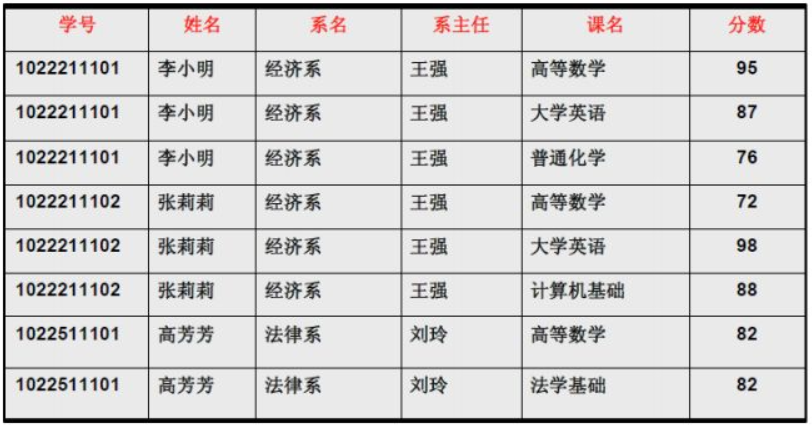 学号 姓名 系名 系主任 课名 分数
1022211101 李小明 经济系 王强 高等数学 95
1022211101 李小明 经济系 王强 大学英语 87
1022211101 李小明 经济系 王强 普通化学 76
1022211102 张莉莉 经济系 王强 高等数学 72
1022211102 张莉莉 经济系 王强 大学英语 98
1022211102 张莉莉 经济系 王强 计算机基础 88
1022511101 高芳芳 法律系 刘玲 高等数学 82
1022511101 高芳芳 法律系 刘玲 法学基础 82